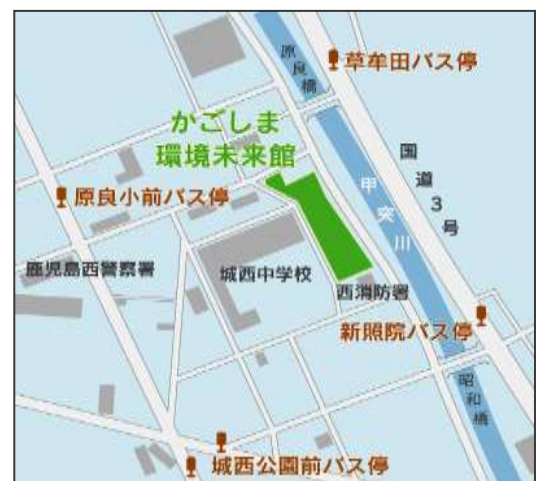 原良橋
草牟田バス停
かごしま
環境未来館
国道3号
甲突川
原良小前バス停
鹿児島西警察署
城西中学校
西消防署
新照院バス停
昭和橋
城西公園前バス停